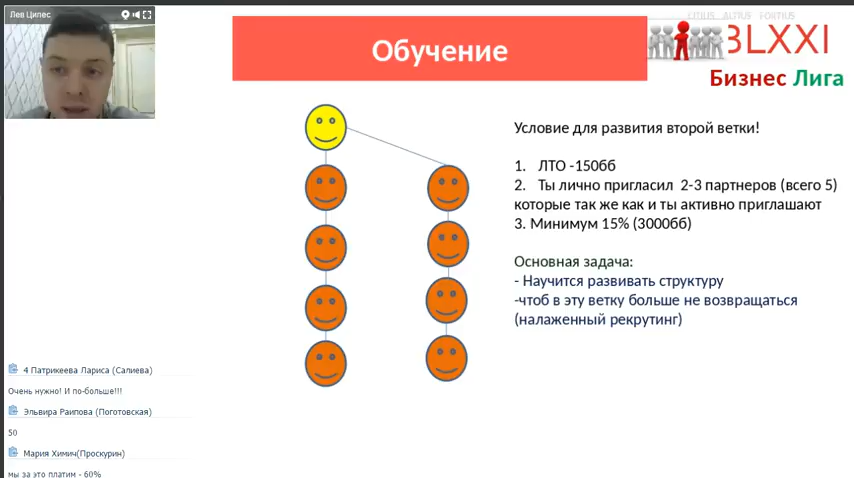 Лев Ципес
Обучение
CITIUS ALTIUS FORTIUS
BLXXI
Бизнес Лига
Условие для развития второй ветки!
1. ЛТО -150бб
2. Ты лично пригласил 2-3 партнеров (всего 5)
которые так же как и ты активно приглашают
3. Минимум 15% (3000бб)
Основная задача:
- Научится развивать структуру
-чтоб в эту ветку больше не возвращаться
(налаженный рекрутинг)
4 Патрикеева Лариса (Салиева)
Очень нужно! И по-больше!!!
Эльвира Раипова (Поготовская)
50
Мария Химич(Проскурин)
мы за это платим - 60%